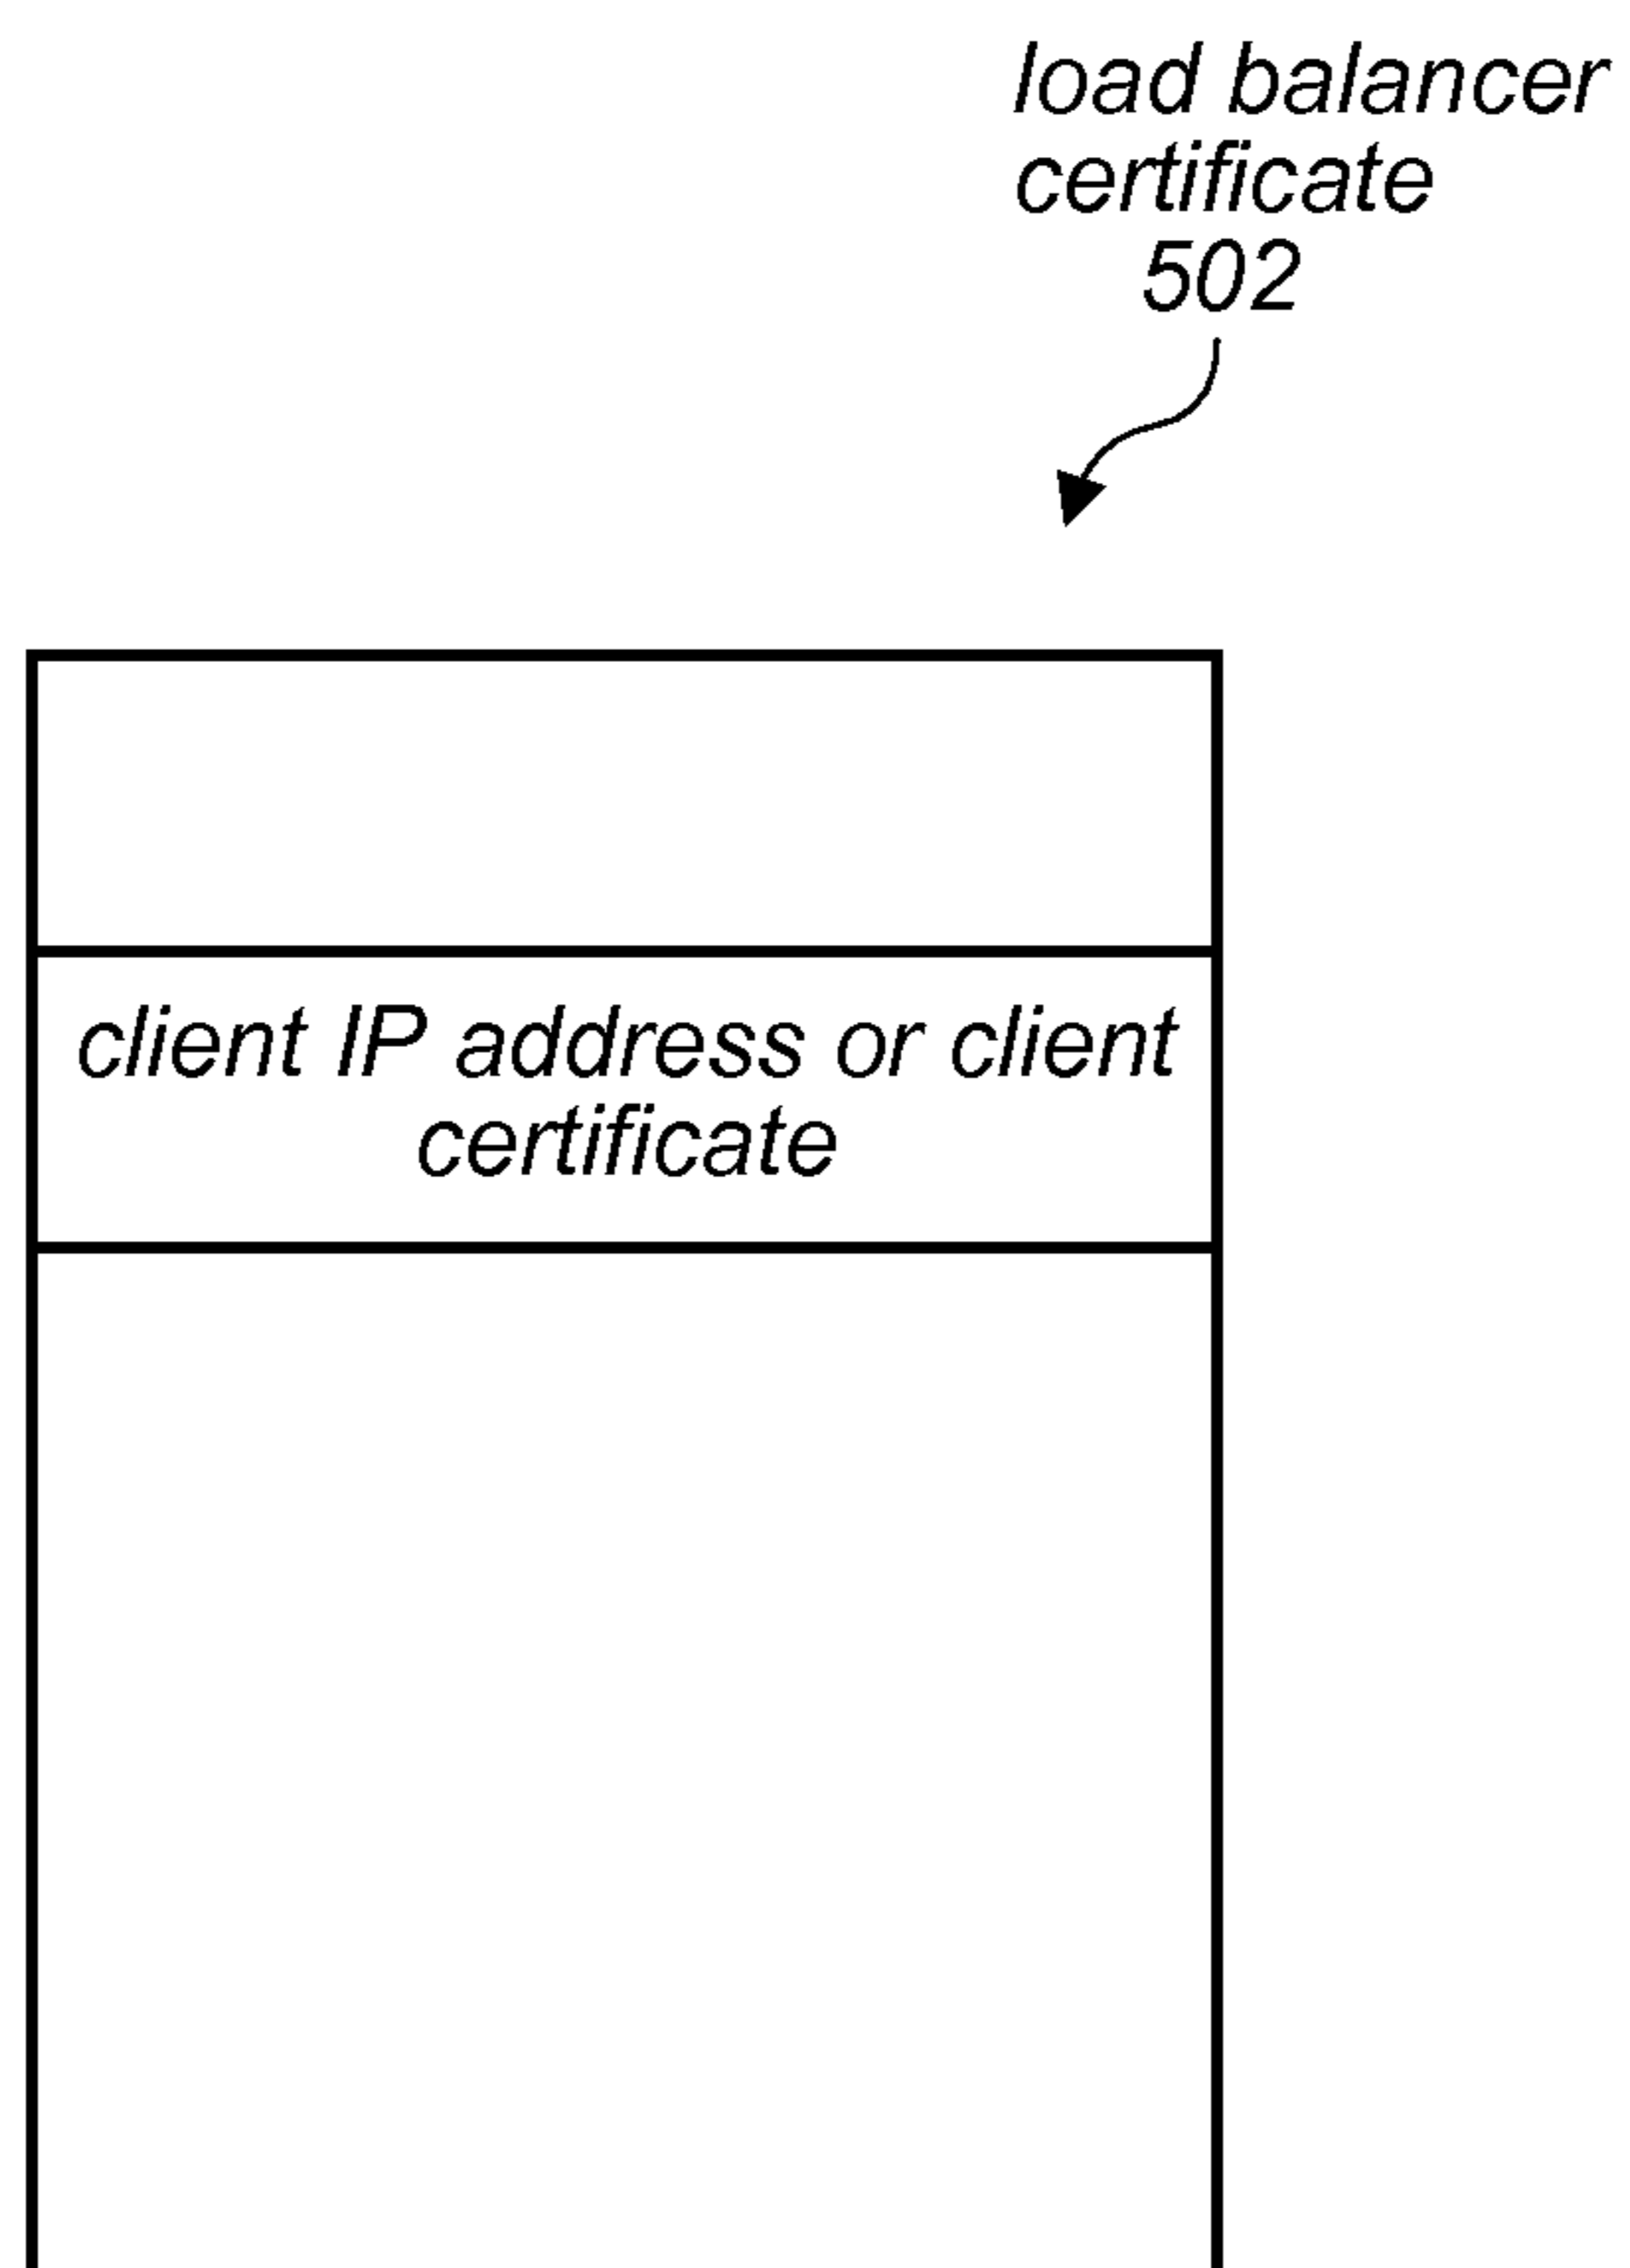 load balancer
certificate
502
client IP address or client
certificate